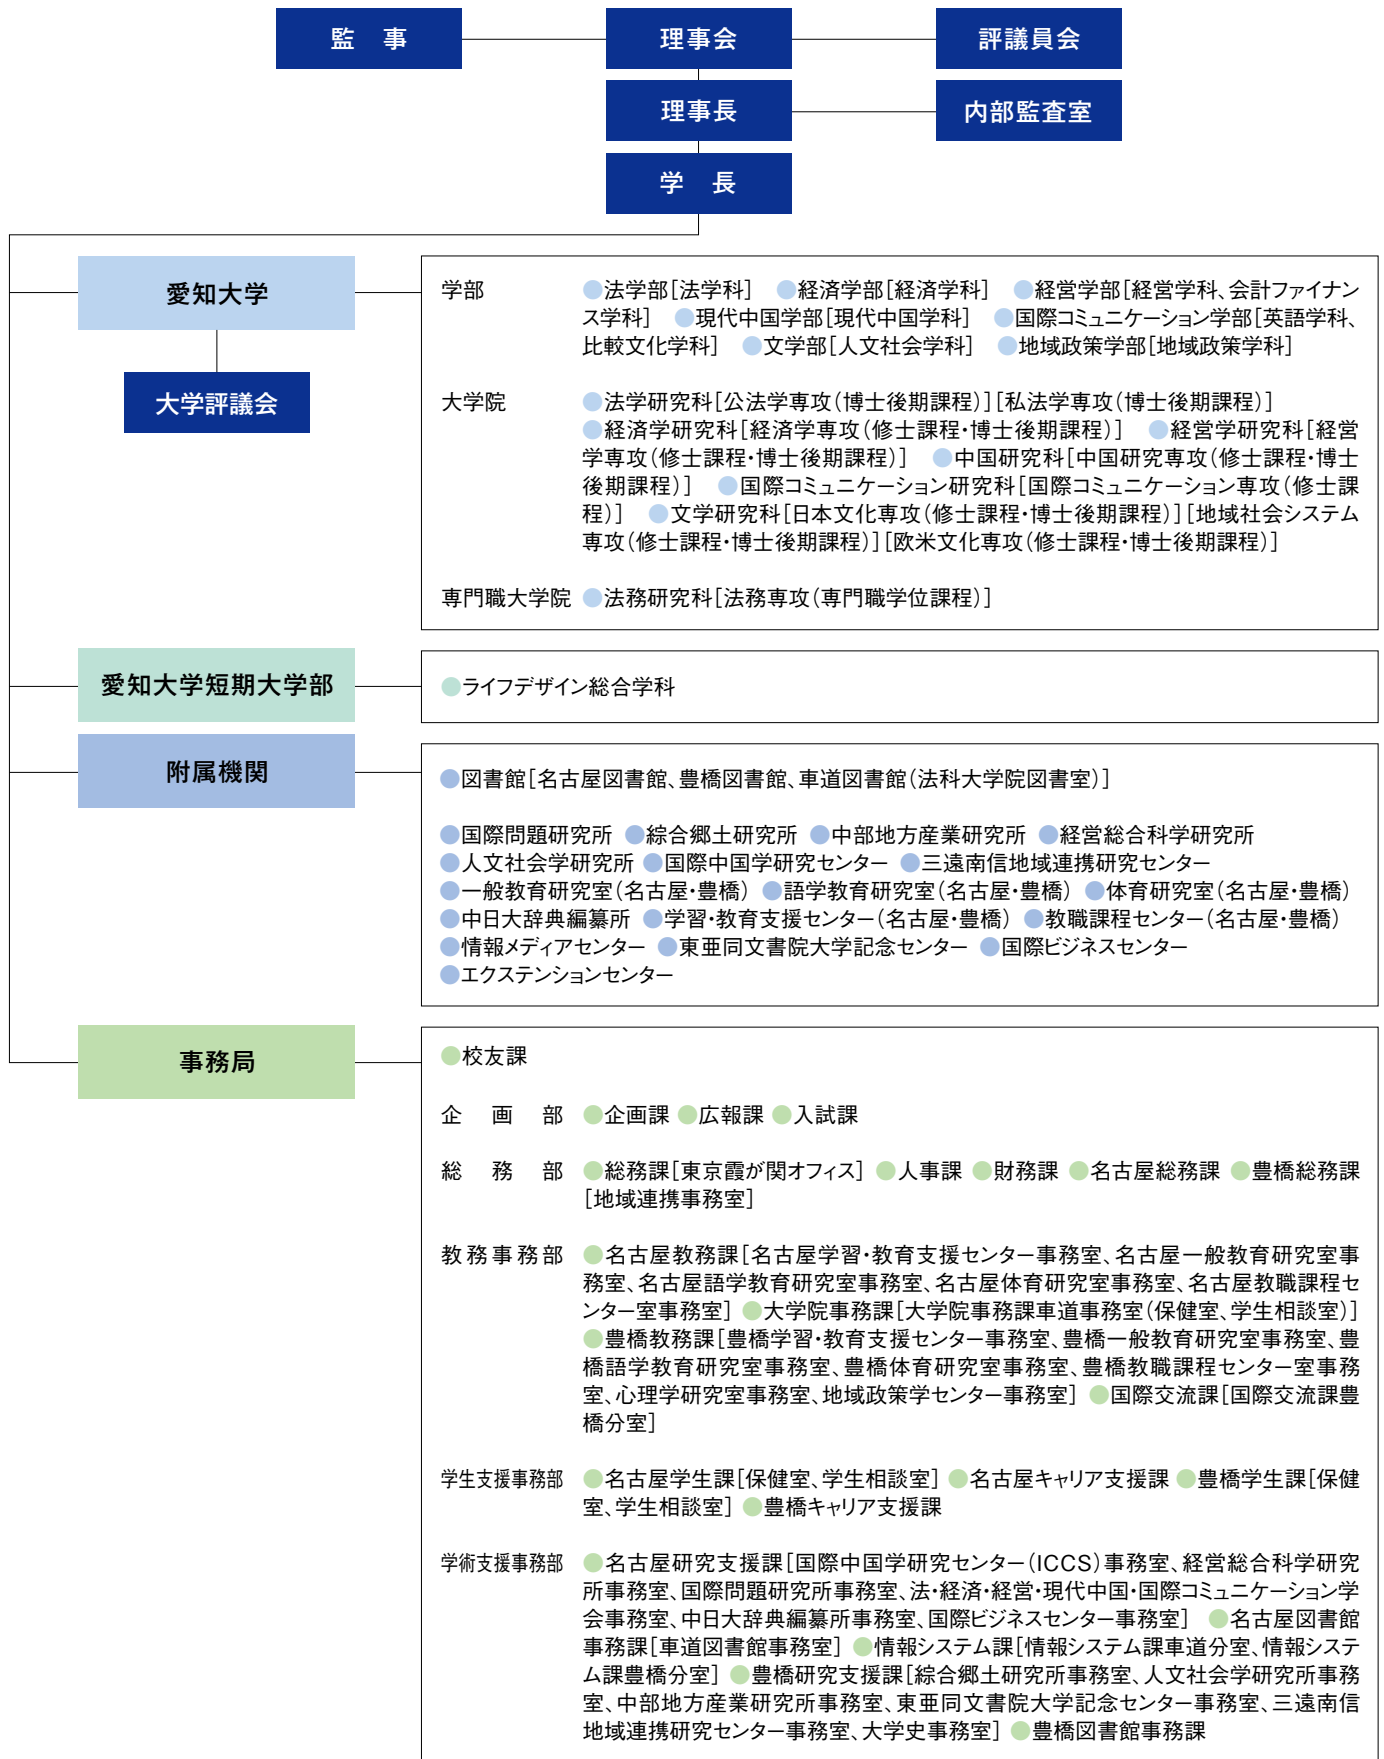 監　事
理事会
評議員会
理事長
内部監査室
学　長
愛知大学
大学評議会
学部 ●法学部[法学科]　●経済学部[経済学科]　●経営学部[経営学科、会計ファイナン
ス学科]　●現代中国学部[現代中国学科]　●国際コミュニケーション学部[英語学科、
比較文化学科]　●文学部[人文社会学科]　●地域政策学部[地域政策学科]
大学院 ●法学研究科[公法学専攻(博士後期課程)][私法学専攻(博士後期課程)]
●経済学研究科[経済学専攻(修士課程・博士後期課程)]　●経営学研究科[経営
学専攻(修士課程・博士後期課程)]　●中国研究科[中国研究専攻(修士課程・博士
後期課程)]　●国際コミュニケーション研究科[国際コミュニケーション専攻(修士課
程)]　●文学研究科[日本文化専攻(修士課程・博士後期課程)][地域社会システム
専攻(修士課程・博士後期課程)][欧米文化専攻(修士課程・博士後期課程)]
専門職大学院 ●法務研究科[法務専攻(専門職学位課程)]
愛知大学短期大学部
●ライフデザイン総合学科
附属機関
●図書館[名古屋図書館、豊橋図書館、車道図書館(法科大学院図書室)]
●国際問題研究所 ●綜合郷土研究所 ●中部地方産業研究所 ●経営総合科学研究所
●人文社会学研究所 ●国際中国学研究センター ●三遠南信地域連携研究センター
●一般教育研究室(名古屋・豊橋) ●語学教育研究室(名古屋・豊橋) ●体育研究室(名古屋・豊橋)
●中日大辞典編纂所 ●学習・教育支援センター(名古屋・豊橋) ●教職課程センター(名古屋・豊橋)
●情報メディアセンター ●東亜同文書院大学記念センター ●国際ビジネスセンター
●エクステンションセンター
事務局
●校友課
企　画　部 ●企画課 ●広報課 ●入試課
総　務　部 ●総務課[東京霞が関オフィス] ●人事課 ●財務課 ●名古屋総務課 ●豊橋総務課
[地域連携事務室]
教務事務部 ●名古屋教務課[名古屋学習・教育支援センター事務室、名古屋一般教育研究室事
務室、名古屋語学教育研究室事務室、名古屋体育研究室事務室、名古屋教職課程セ
ンター室事務室] ●大学院事務課[大学院事務課車道事務室(保健室、学生相談室)]
●豊橋教務課[豊橋学習・教育支援センター事務室、豊橋一般教育研究室事務室、豊
橋語学教育研究室事務室、豊橋体育研究室事務室、豊橋教職課程センター室事務
室、心理学研究室事務室、地域政策学センター事務室] ●国際交流課[国際交流課豊
橋分室]
学生支援事務部 ●名古屋学生課[保健室、学生相談室] ●名古屋キャリア支援課 ●豊橋学生課[保健
室、学生相談室] ●豊橋キャリア支援課
学術支援事務部 ●名古屋研究支援課[国際中国学研究センター(ICCS)事務室、経営総合科学研究
所事務室、国際問題研究所事務室、法・経済・経営・現代中国・国際コミュニケーション学
会事務室、中日大辞典編纂所事務室、国際ビジネスセンター事務室]　●名古屋図書館
事務課[車道図書館事務室] ●情報システム課[情報システム課車道分室、情報システ
ム課豊橋分室] ●豊橋研究支援課[綜合郷土研究所事務室、人文社会学研究所事務
室、中部地方産業研究所事務室、東亜同文書院大学記念センター事務室、三遠南信
地域連携研究センター事務室、大学史事務室] ●豊橋図書館事務課